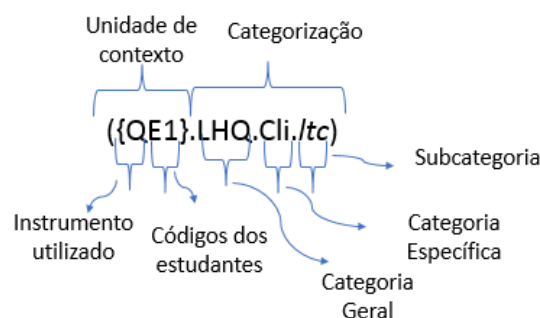 Unidade de
contexto
Categorização
({QE1}.LHQ.Cli./tc)
Subcategoria
Instrumento
utilizado
Códigos dos
estudantes
Categoria
Específica
Categoria
Geral